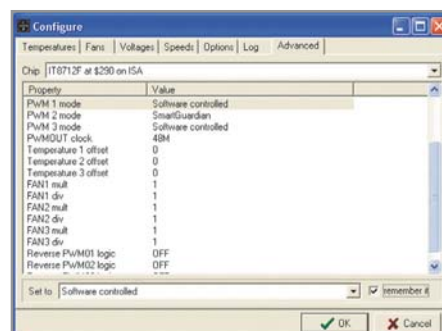 Configure
Temperatures Fans Voltages Speeds Options Log Advanced
Chip IT8712F at $290 on ISA
Property Value
PWM 1 mode Software controlled
PWM 2 mode SmartGuardian
PWM 3 mode Software controlled
PWMOUT clock 48M
Temperature 1 offset 0
Temperature 2 offset 0
Temperature 3 offset 0
FAN1 mult 1
FAN1 div 1
FAN2 mult 1
FAN2 div 1
FAN3 mult 1
FAN3 div 1
Reverse PWM01 logic OFF
Reverse PWM02 logic OFF
Set to Software controlled remember it
OK Cancel